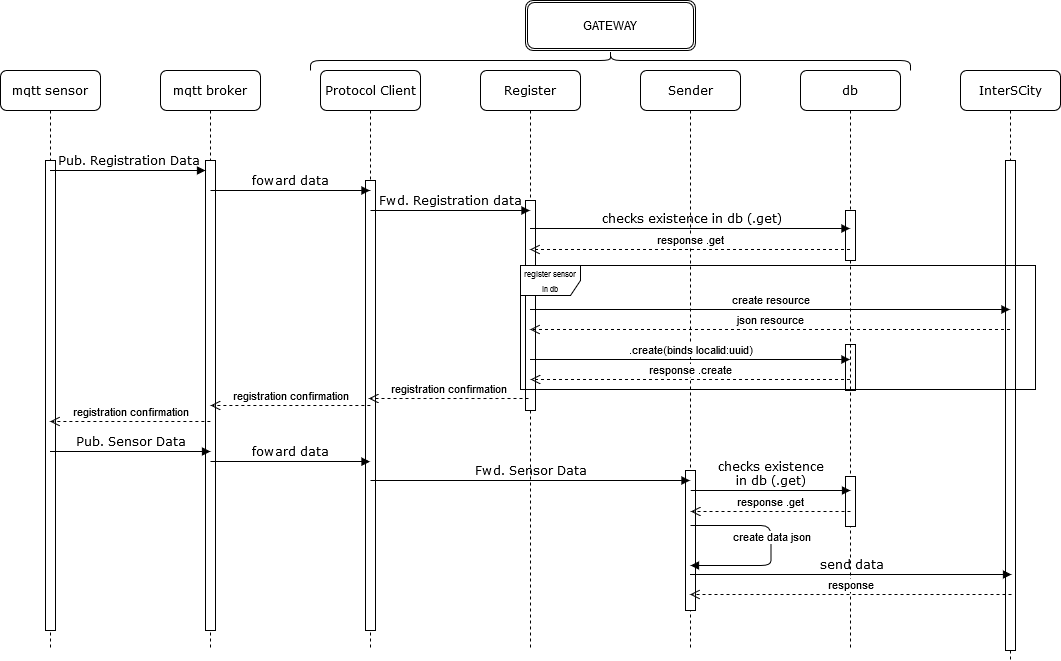 GATEWAY
mqtt sensor
mqtt broker
Protocol Client
Register
Sender
db
InterSCity
Pub. Registration Data
foward data
Fwd. Registration data
checks existence in db (.get)
response .get
register sensor
in db
create resource
json resource
.create(binds localid:uuid)
response .create
registration confirmation
registration confirmation
registration confirmation
Pub. Sensor Data
foward data
Fwd. Sensor Data
checks existence
in db (.get)
response .get
create data json
send data
response